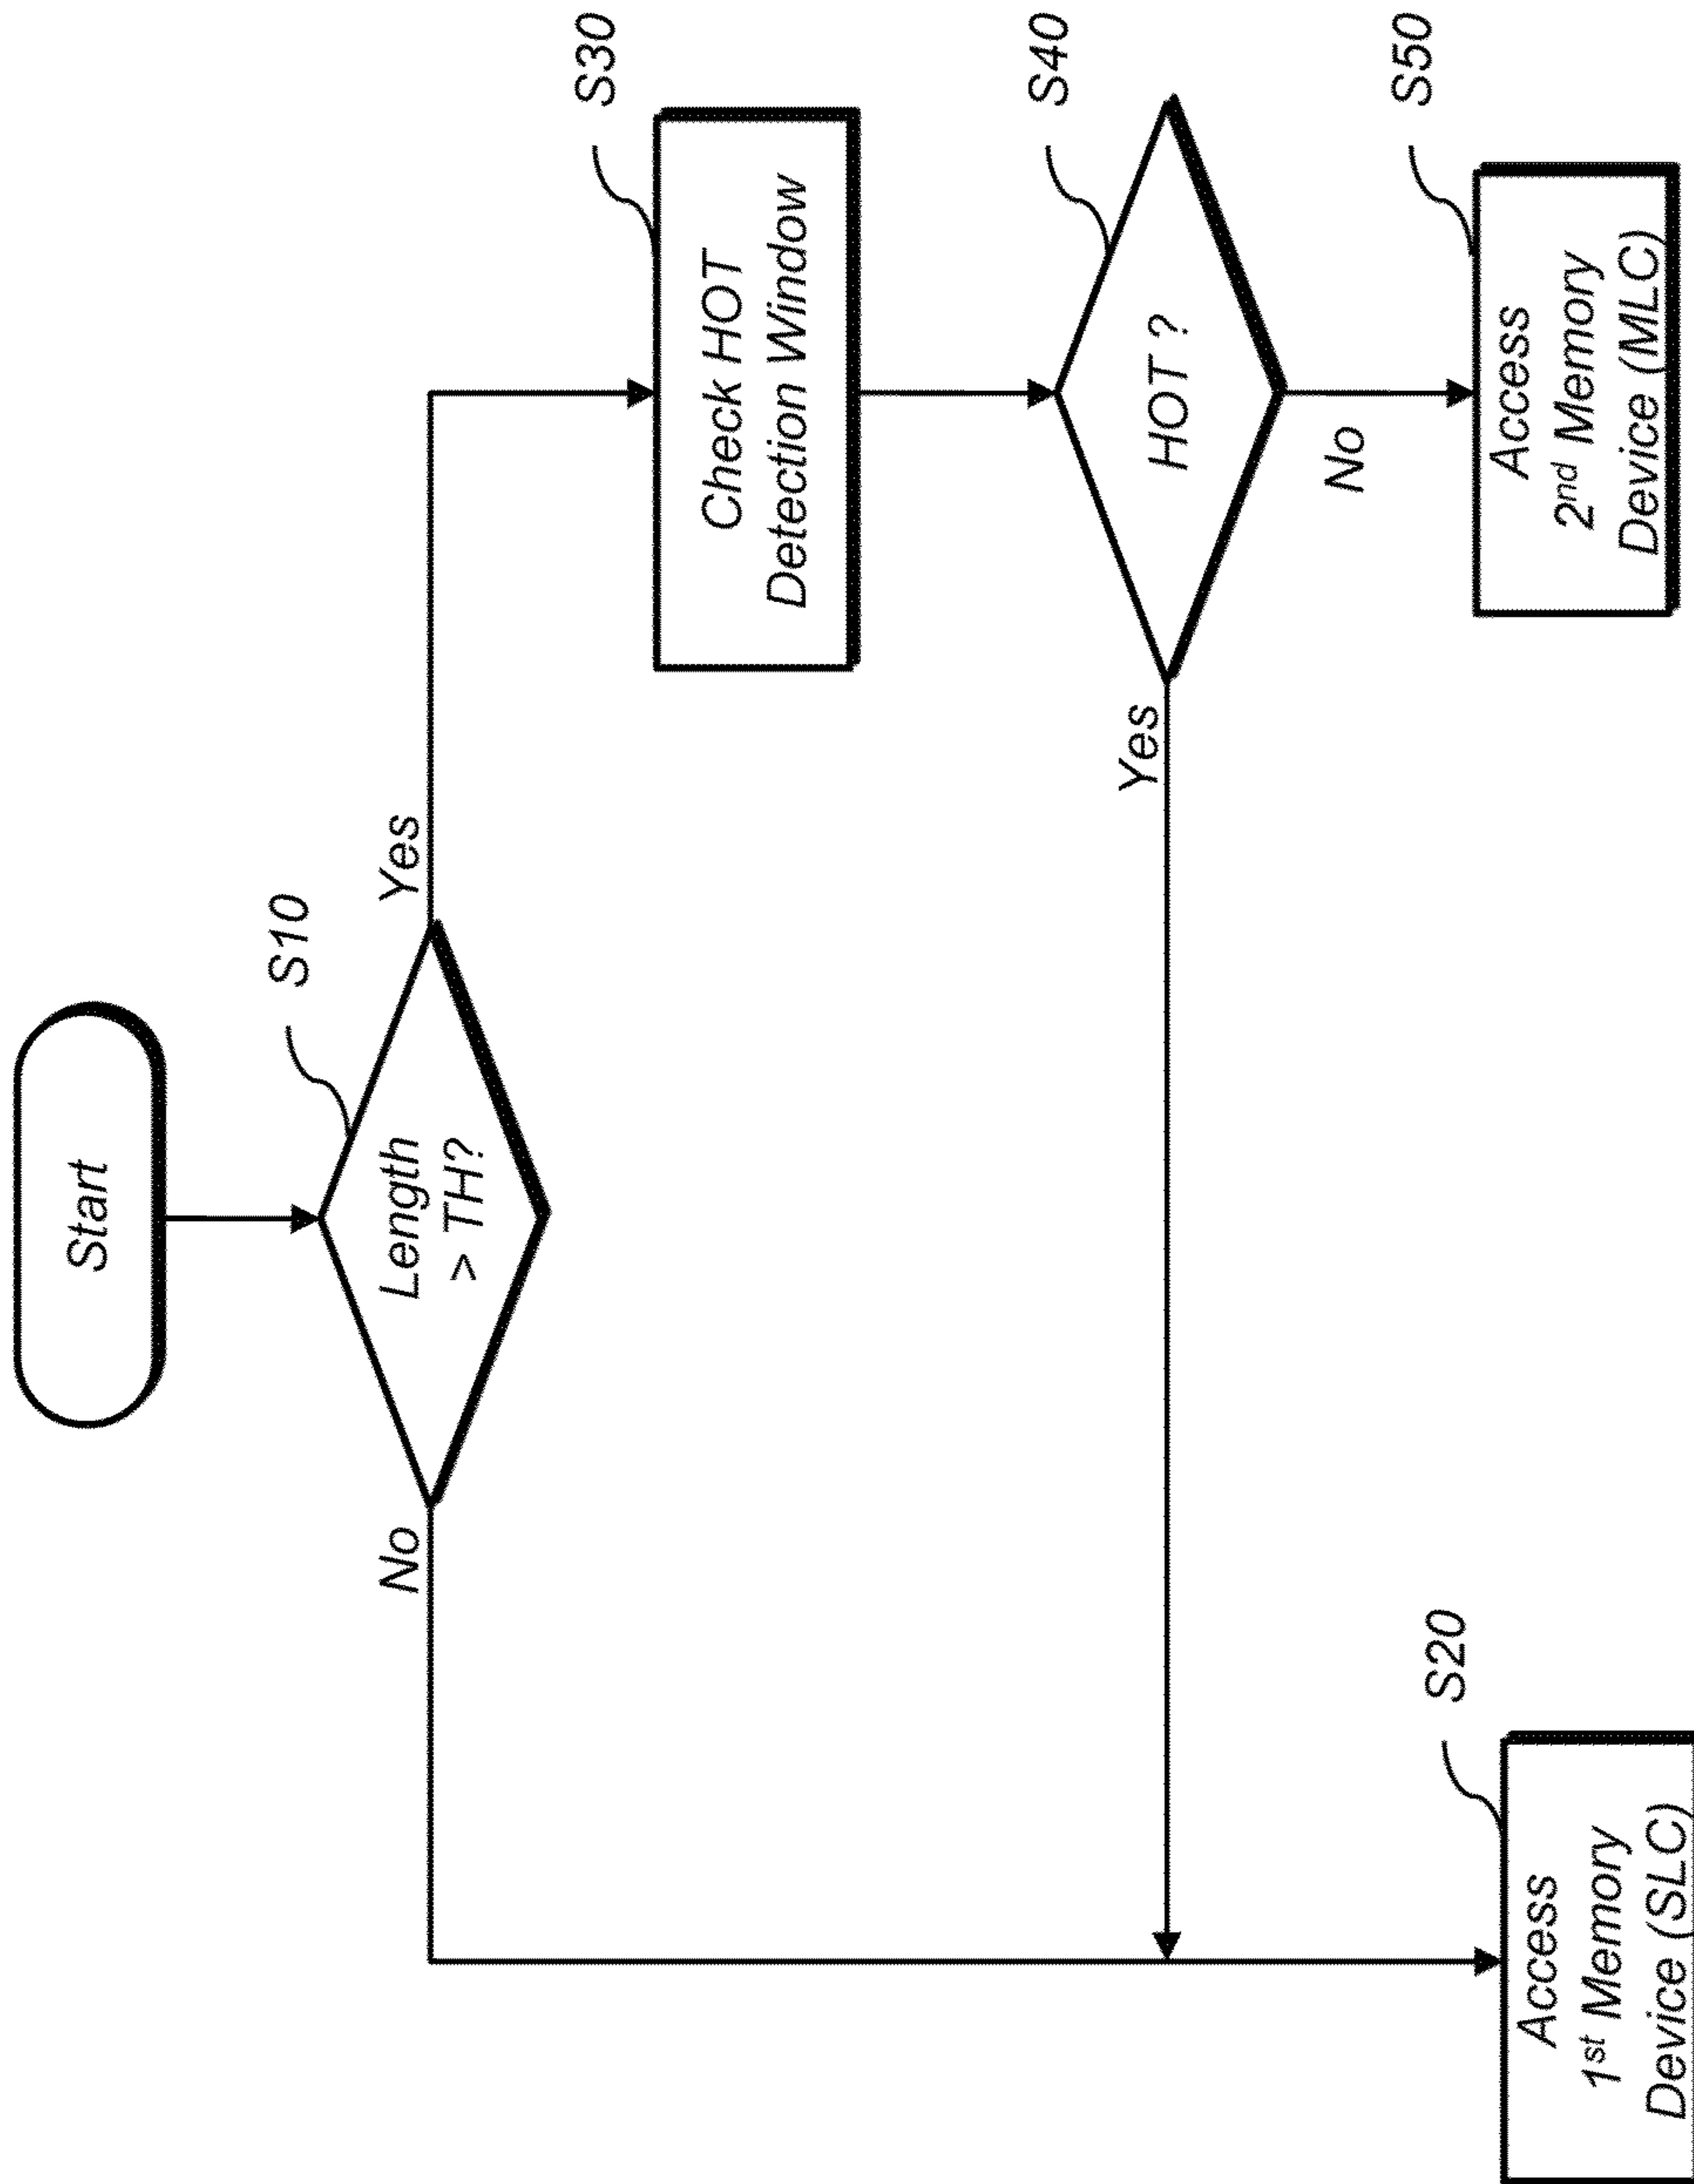 Start
S10
Length
> TH?
No
Yes
S30
Check HOT
Detection Window
S40
HOT ?
Yes
No
S20
Access
1st Memory
Device (SLC)
S50
Access
2nd Memory
Device (MLC)